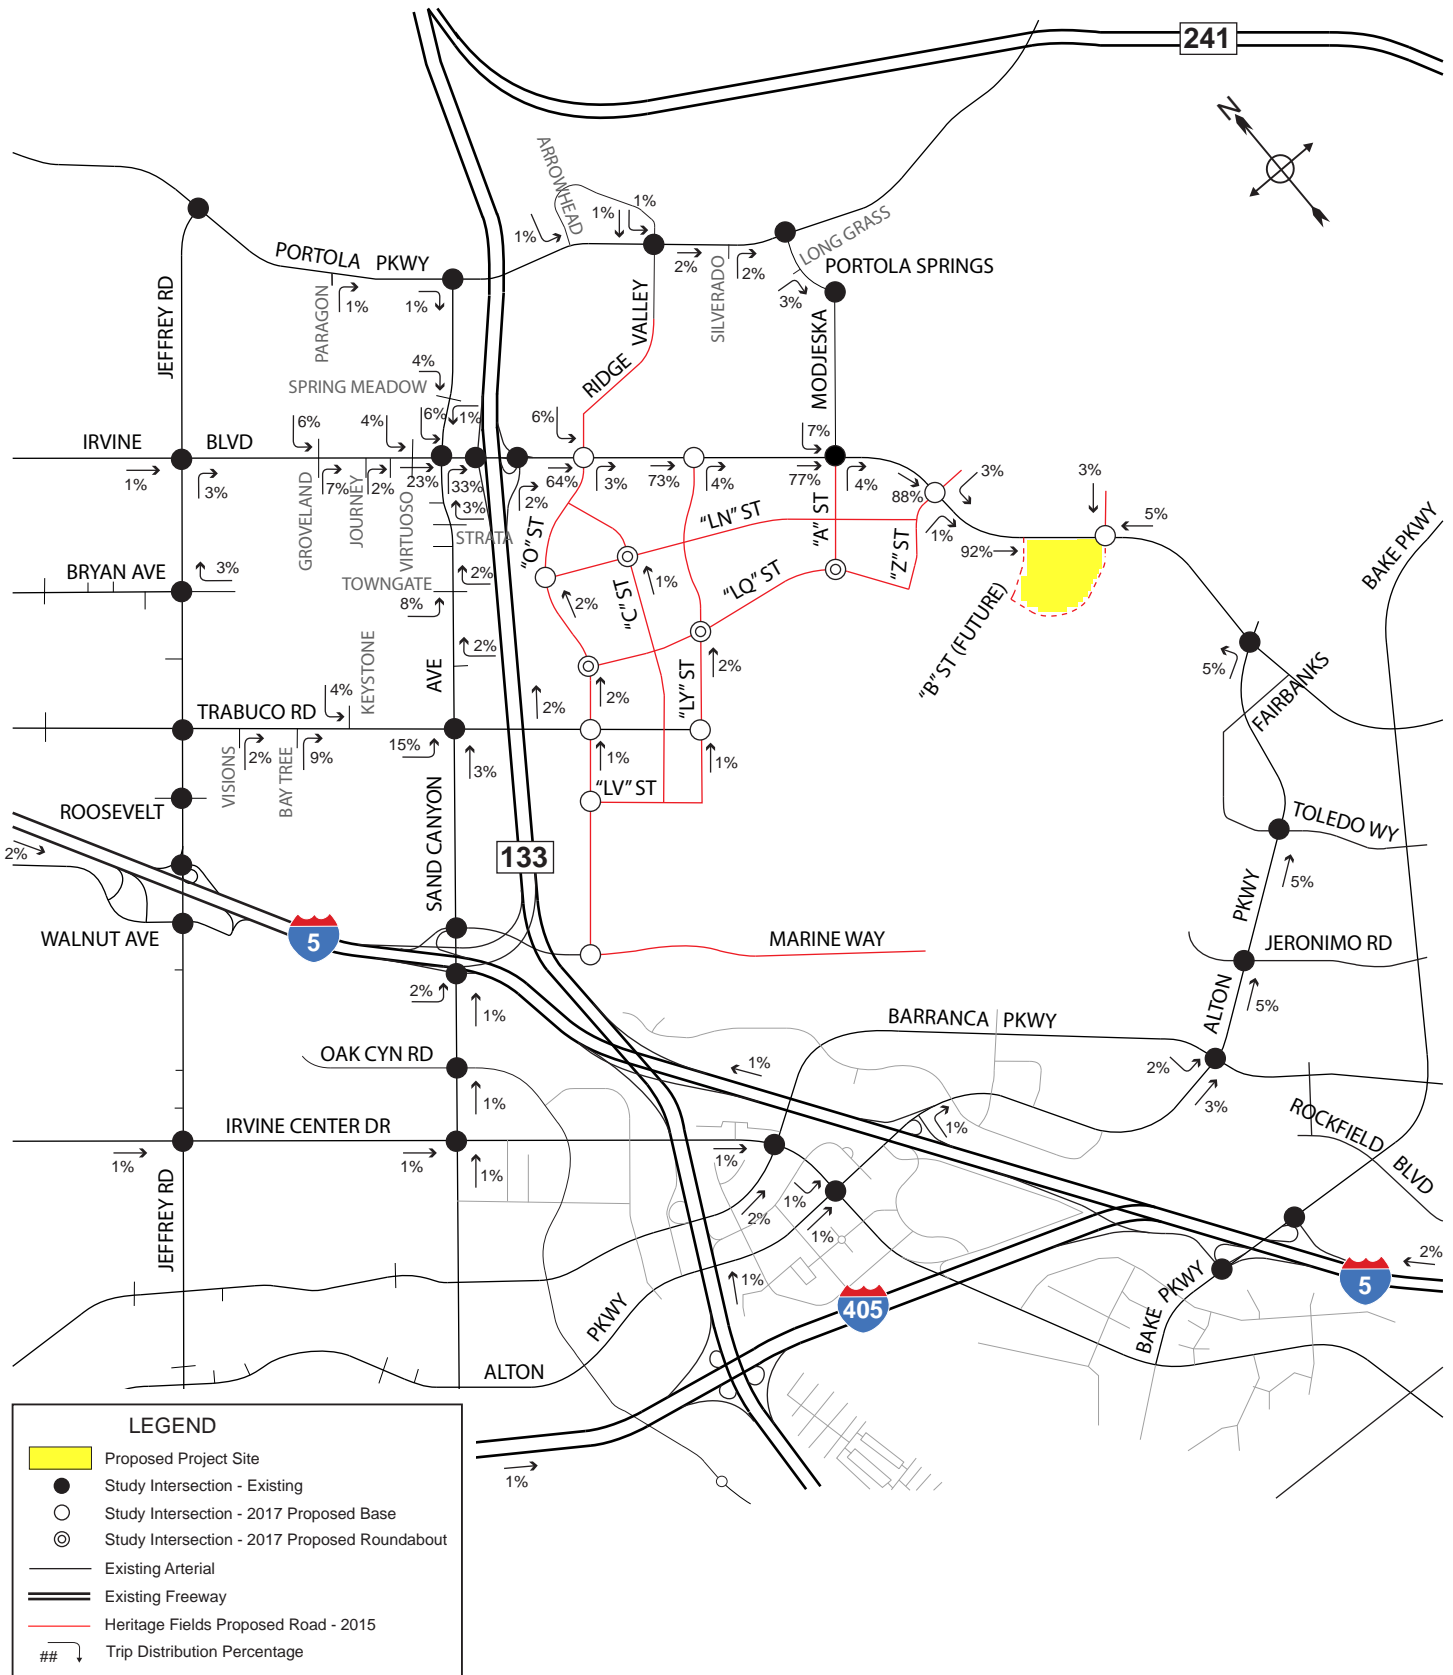 241
N
ARROWHEAD
1%
1%
1%
PORTOLA PKWY
2%
SILVERADO
2%
LONG GRASS
PORTOLA SPRINGS
3%
JEFFREY RD
PARAGON
1%
1%
RIDGE VALLEY
MODJESKA
4%
SPRING MEADOW
6%
4%
6%
1%
6%
7%
IRVINE BLVD
1%
3%
GROVELAND
7%
JOURNEY
2%
VIRTUOSO
23%
33%
2%
64%
3%
73%
4%
77%
4%
88%
3%
3%
3%
STRATA
"O" ST
"LN" ST
"A" ST
"Z" ST
1%
5%
92%
BAKE PKWY
BRYAN AVE
3%
TOWNGATE
2%
8%
2%
"C" ST
1%
"LQ" ST
"B" ST (FUTURE)
KEYSTONE
AVE
2%
2%
2%
"LY" ST
2%
5%
FAIRBANKS
4%
TRABUCO RD
VISIONS
2%
BAY TREE
9%
15%
3%
1%
1%
"LV" ST
ROOSEVELT
SAND CANYON
133
TOLEDO WY
2%
5%
PKWY
WALNUT AVE
5
MARINE WAY
JERONIMO RD
2%
1%
5%
ALTON
BARRANCA PKWY
OAK CYN RD
1%
1%
2%
3%
ROCKFIELD BLVD
IRVINE CENTER DR
1%
1%
1%
1%
1%
1%
2%
1%
JEFFREY RD
1%
2%
5
405
PKWY
BAKE PKWY
ALTON
1%
LEGEND
Proposed Project Site
Study Intersection - Existing
Study Intersection - 2017 Proposed Base
Study Intersection - 2017 Proposed Roundabout
Existing Arterial
Existing Freeway
Heritage Fields Proposed Road - 2015
## Trip Distribution Percentage